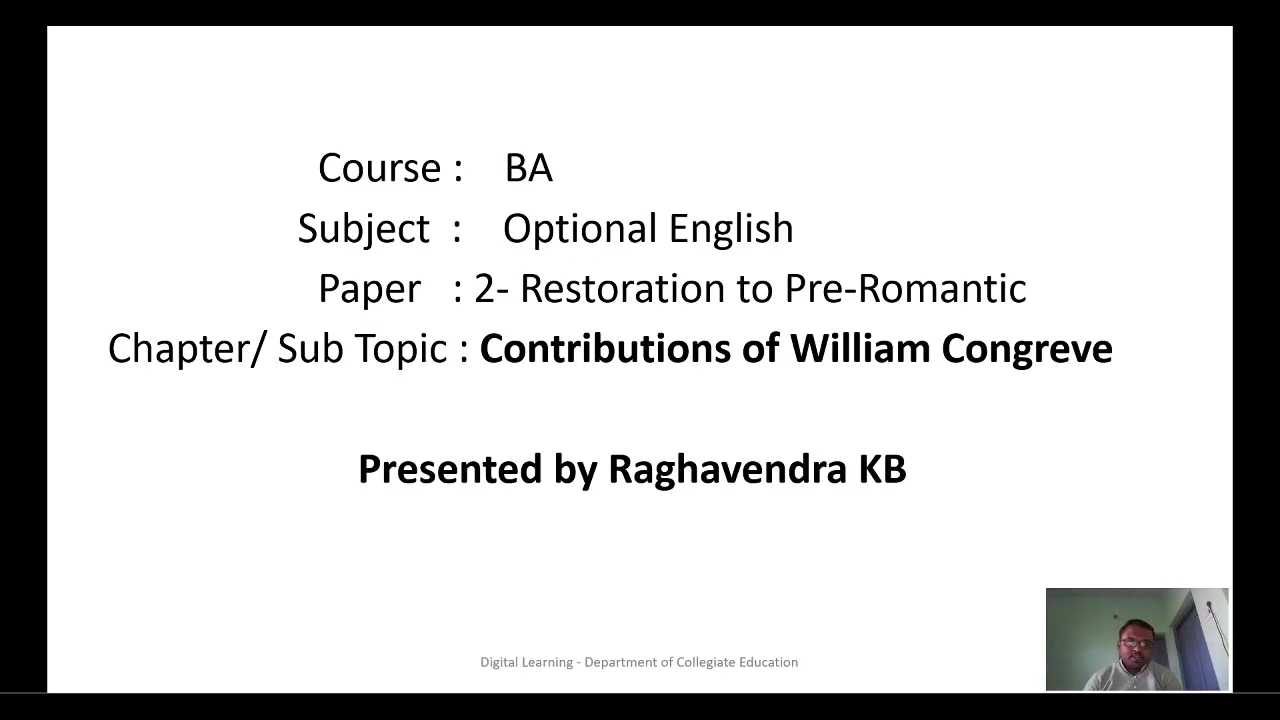 Course : BA
Subject : Optional English
Paper : 2- Restoration to Pre-Romantic
Chapter/ Sub Topic : Contributions of William Congreve
Presented by Raghavendra KB
Digital Learning - Department of Collegiate Education